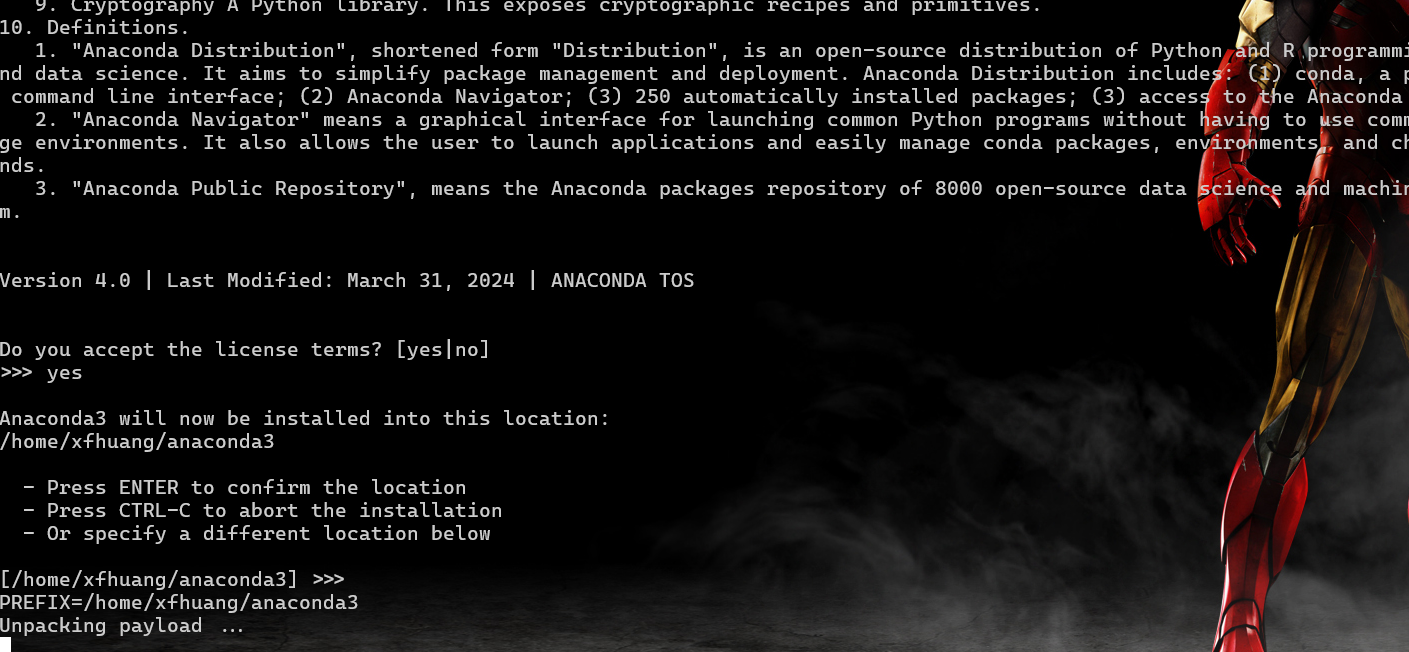 9. Cryptography A Python library. This exposes cryptographic recipes and primitives.
10. Definitions.
   1. "Anaconda Distribution", shortened form "Distribution", is an open-source distribution of Python and R programmi
nd data science. It aims to simplify package management and deployment. Anaconda Distribution includes: (1) conda, a p
 command line interface; (2) Anaconda Navigator; (3) 250 automatically installed packages; (3) access to the Anaconda
   2. "Anaconda Navigator" means a graphical interface for launching common Python programs without having to use comm
ge environments. It also allows the user to launch applications and easily manage conda packages, environments, and ch
nds.
   3. "Anaconda Public Repository", means the Anaconda packages repository of 8000 open-source data science and machin
m.
Version 4.0 | Last Modified: March 31, 2024 | ANACONDA TOS
Do you accept the license terms? [yes|no]
>>> yes
Anaconda3 will now be installed into this location:
/home/xfhuang/anaconda3
  - Press ENTER to confirm the location
  - Press CTRL-C to abort the installation
  - Or specify a different location below
[/home/xfhuang/anaconda3] >>>
PREFIX=/home/xfhuang/anaconda3
Unpacking payload ...